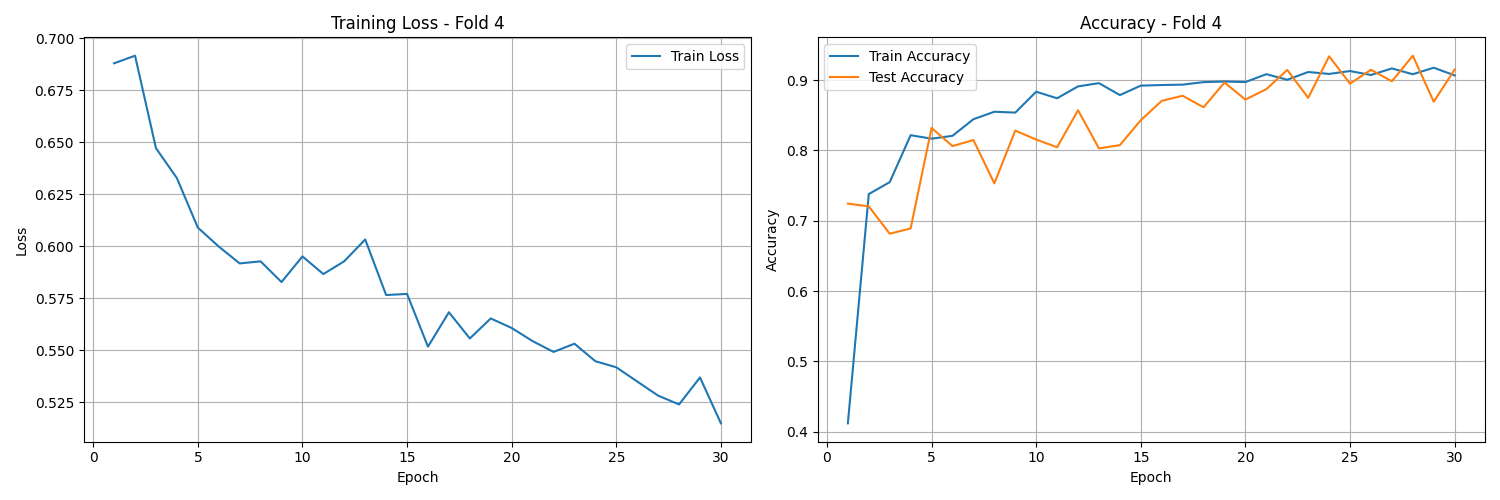 Training Loss - Fold 4
Train Loss
0.700
0.675
0.650
0.625
0.600
0.575
0.550
0.525
Loss
0 5 10 15 20 25 30
Epoch
Accuracy - Fold 4
Train Accuracy
Test Accuracy
0.9
0.8
0.7
0.6
0.5
0.4
Accuracy
0 5 10 15 20 25 30
Epoch